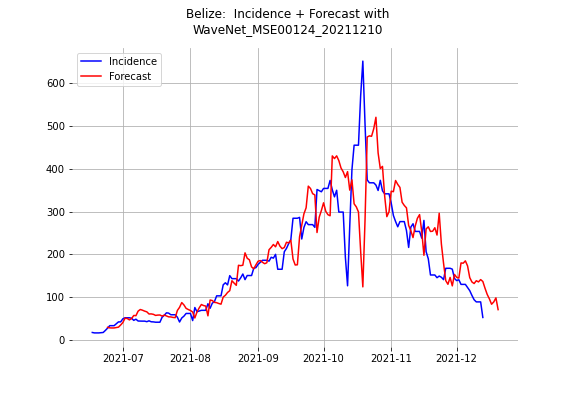 Belize:  Incidence + Forecast with
WaveNet_MSE00124_20211210
Incidence
Forecast
600
500
400
300
200
100
0
2021-07 2021-08 2021-09 2021-10 2021-11 2021-12